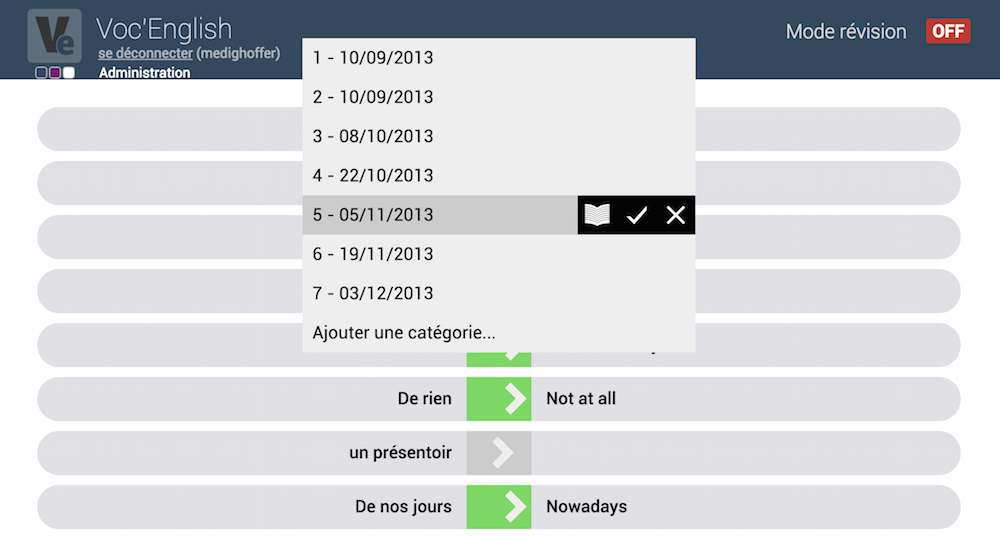 Ve
Voc'English
se déconnecter (medighoffer)
Administration
Mode révision OFF
1 - 10/09/2013
2 - 10/09/2013
3 - 08/10/2013
4 - 22/10/2013
5 - 05/11/2013
6 - 19/11/2013
7 - 03/12/2013
Ajouter une catégorie...
De rien Not at all
un présentoir
De nos jours Nowadays